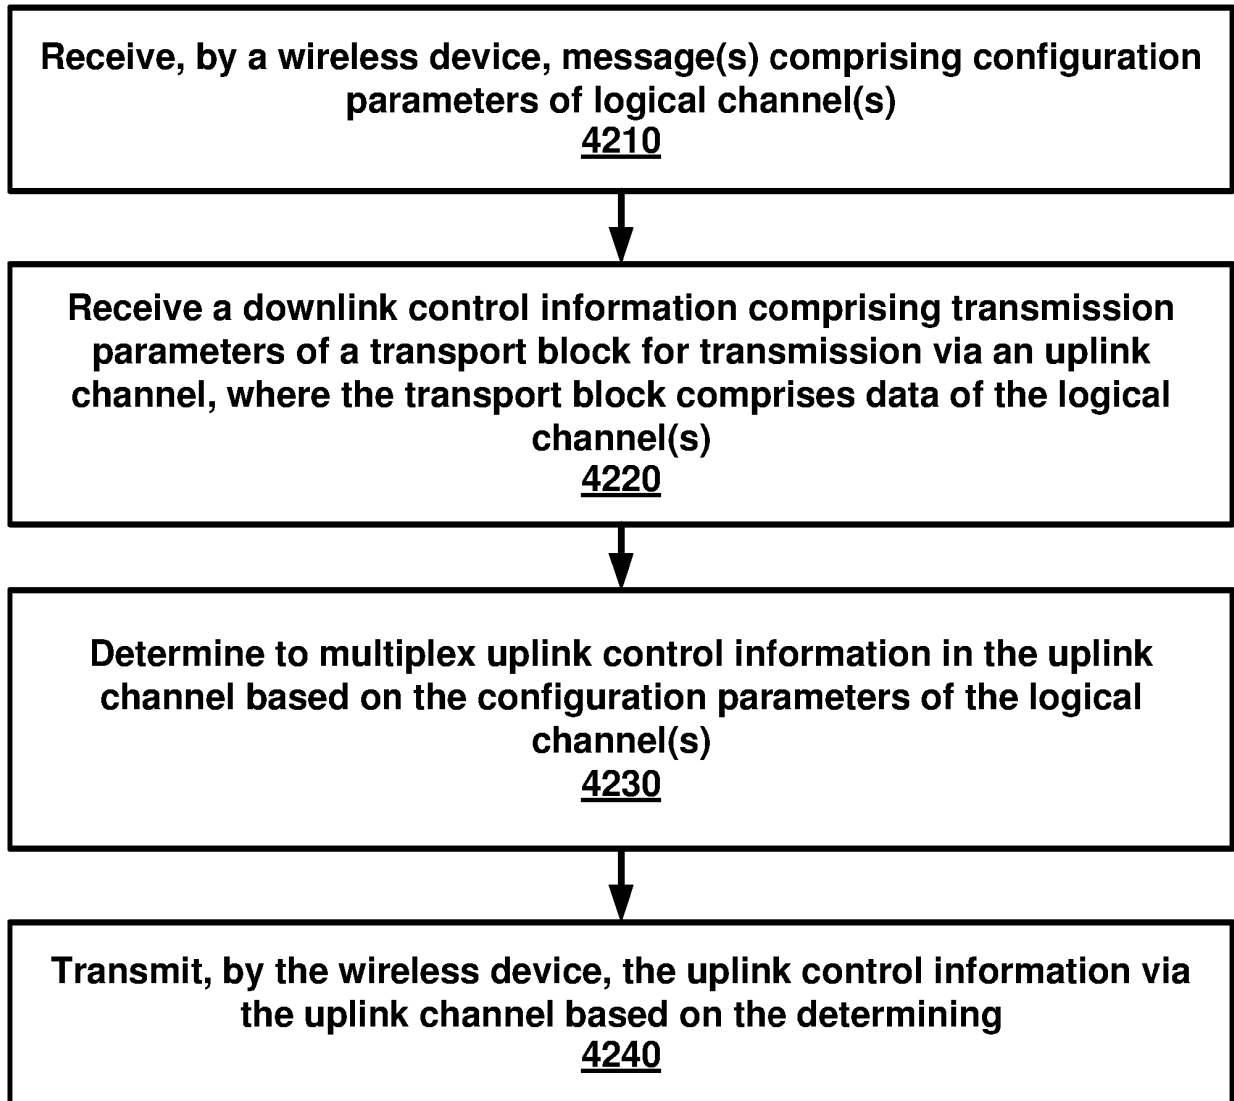 Receive, by a wireless device, message(s) comprising configuration
parameters of logical channel(s)
4210
Receive a downlink control information comprising transmission
parameters of a transport block for transmission via an uplink
channel, where the transport block comprises data of the logical
channel(s)
4220
Determine to multiplex uplink control information in the uplink
channel based on the configuration parameters of the logical
channel(s)
4230
Transmit, by the wireless device, the uplink control information via
the uplink channel based on the determining
4240